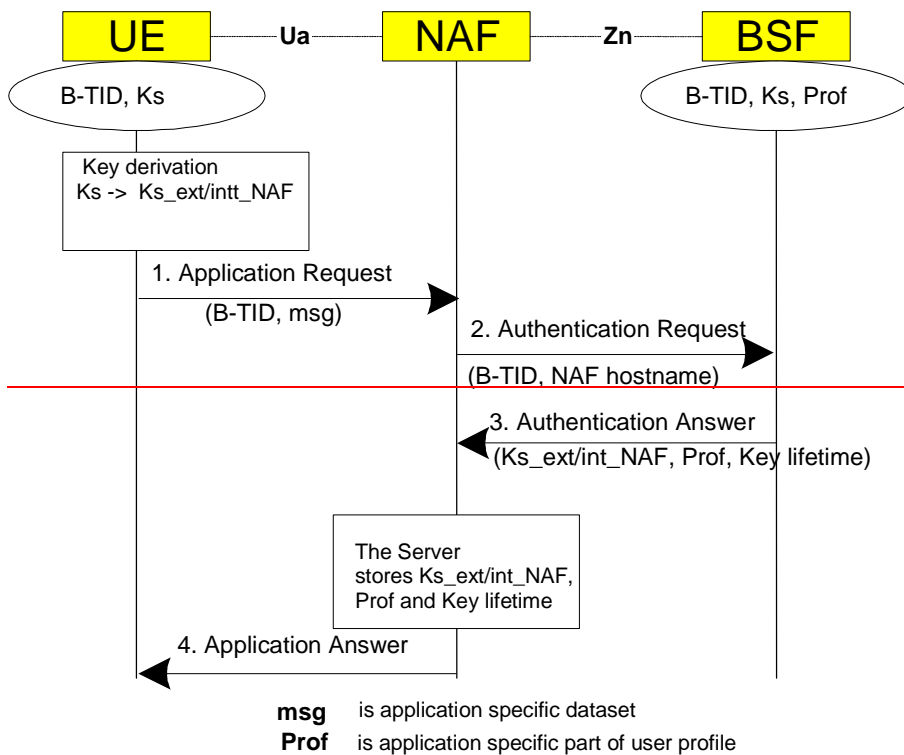 UE Ua NAF Zn BSF
B-TID, Ks
B-TID, Ks, Prof
Key derivation
Ks -> Ks_ext/intt_NAF
1. Application Request
(B-TID, msg)
2. Authentication Request
(B-TID, NAF hostname)
3. Authentication Answer
(Ks_ext/int_NAF, Prof, Key lifetime)
The Server
stores Ks_ext/int_NAF,
Prof and Key lifetime
4. Application Answer
msg is application specific dataset
Prof is application specific part of user profile